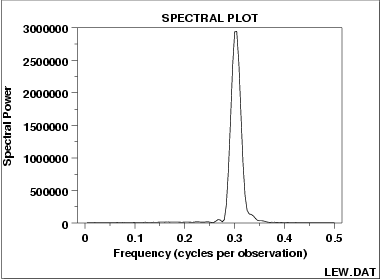 SPECTRAL PLOT
3000000
2500000
2000000
1500000
1000000
500000
0
Spectral Power
0 0.1 0.2 0.3 0.4 0.5
Frequency (cycles per observation)
LEW.DAT